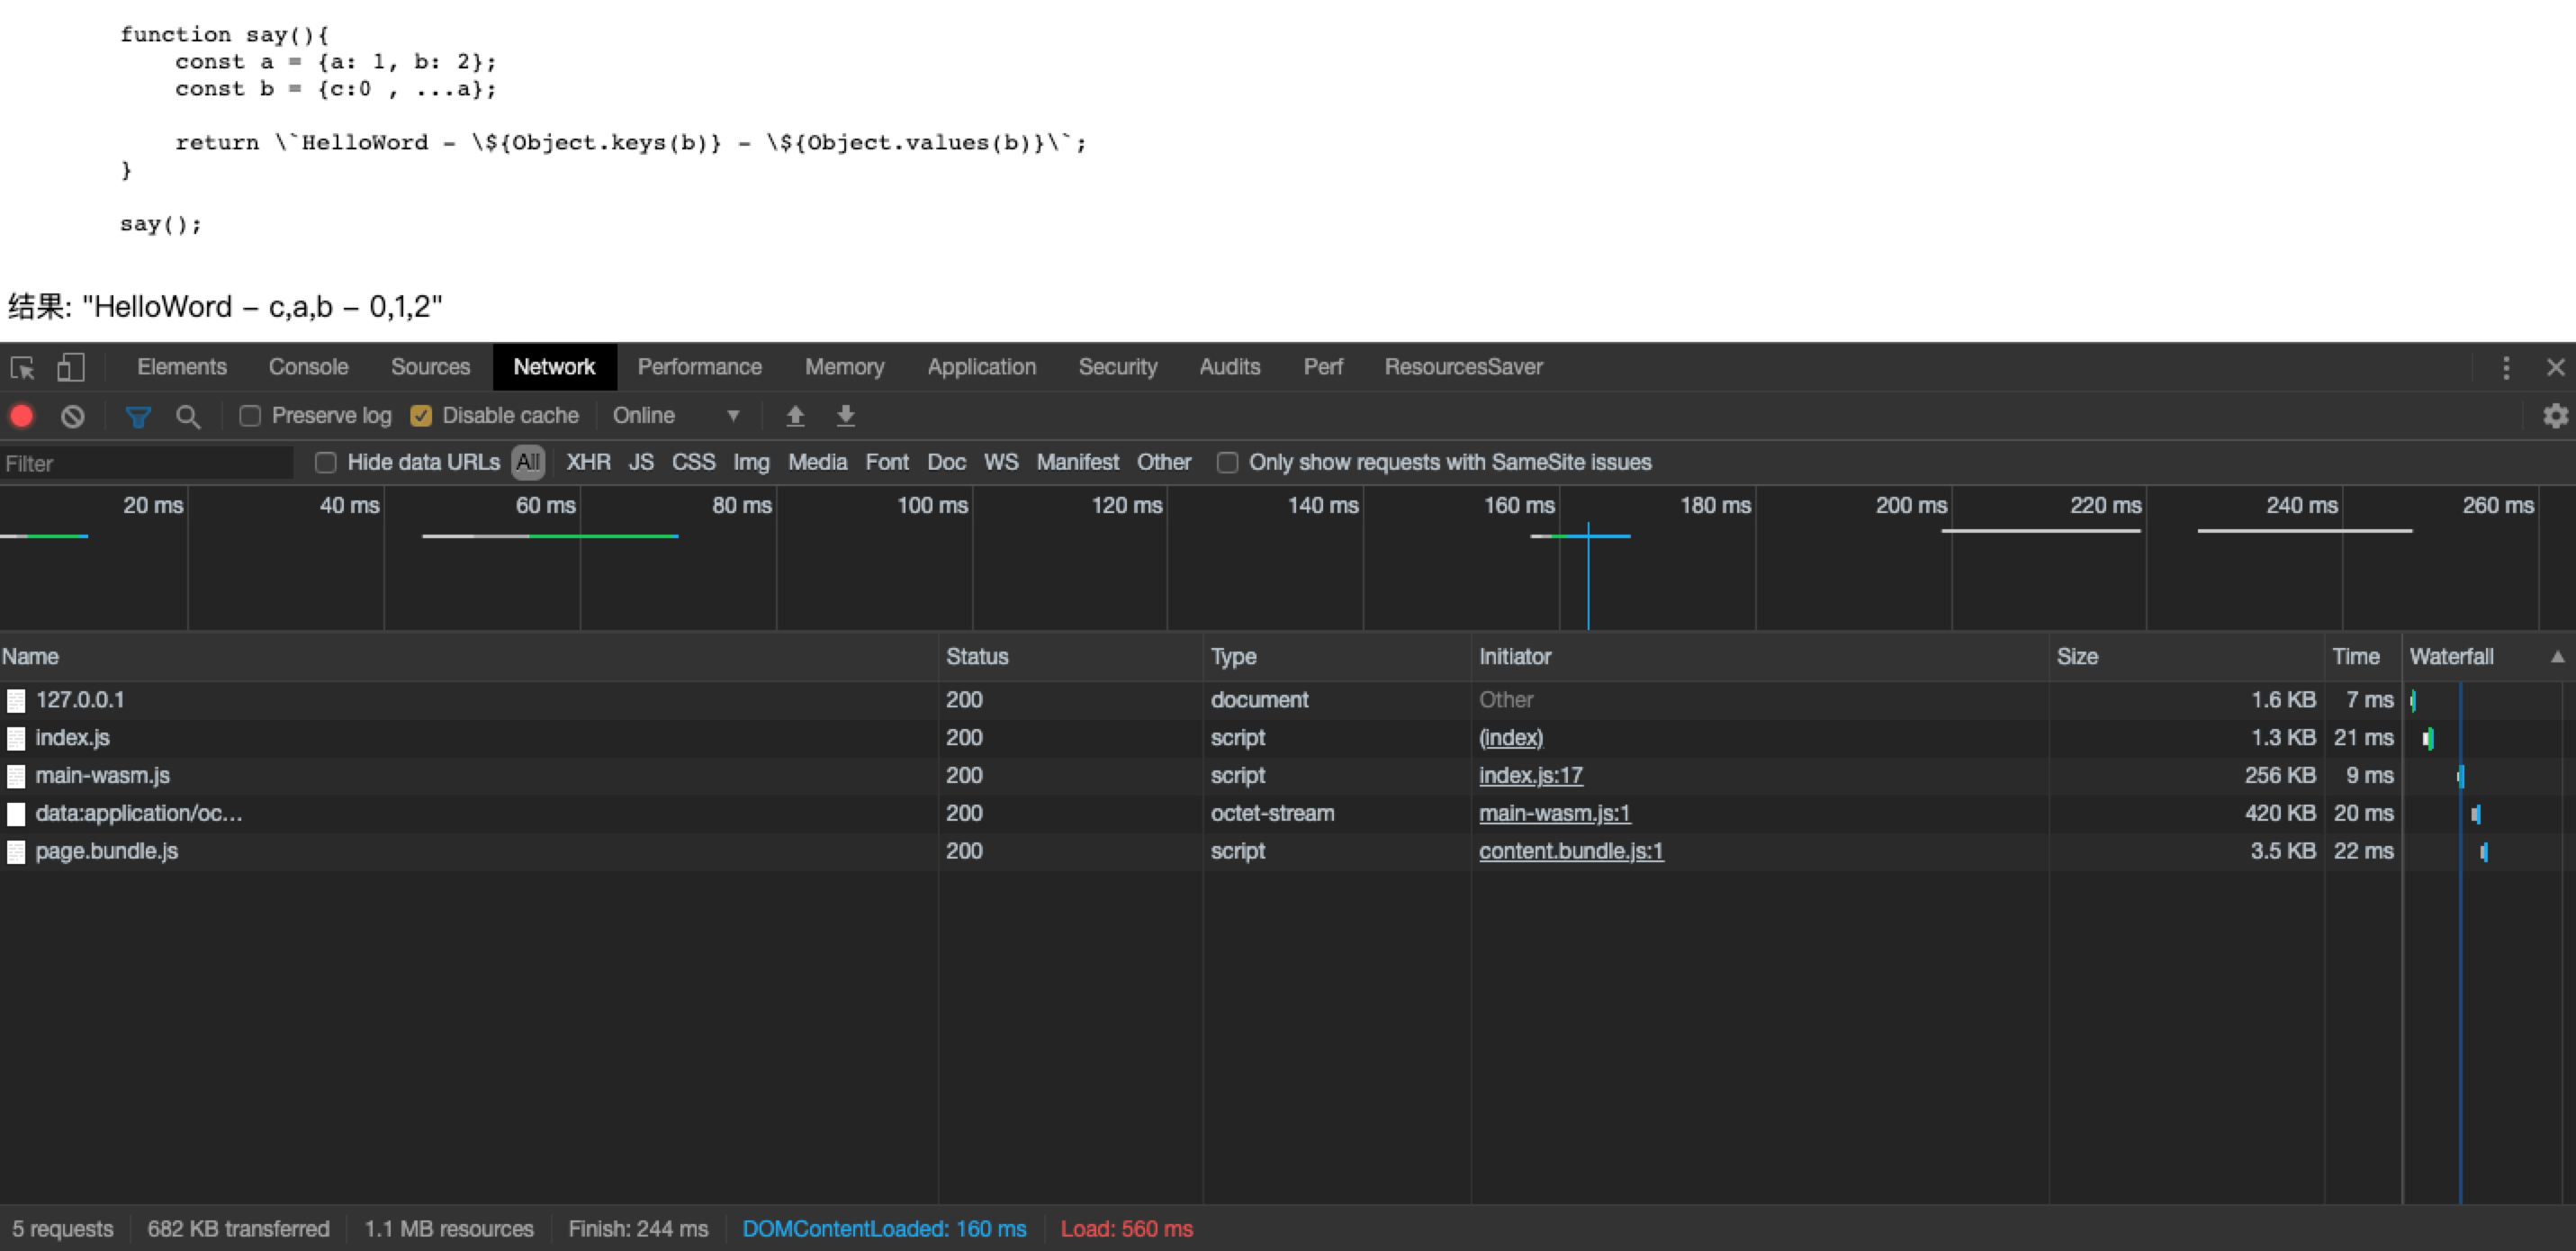 function say(){
    const a = {a: 1, b: 2};
    const b = {c:0 , ...a};
    return \`HelloWord - \${Object.keys(b)} - \${Object.values(b)}\`;
}
say();
结果: "HelloWord – c,a,b – 0,1,2"
Elements Console Sources Network Performance Memory Application Security Audits Perf ResourcesSaver
Preserve log Disable cache Online
Filter Hide data URLs All XHR JS CSS Img Media Font Doc WS Manifest Other Only show requests with SameSite issues
20 ms 40 ms 60 ms 80 ms 100 ms 120 ms 140 ms 160 ms 180 ms 200 ms 220 ms 240 ms 260 ms
Name Status Type Initiator Size Time Waterfall
127.0.0.1 200 document Other 1.6 KB 7 ms
index.js 200 script (index) 1.3 KB 21 ms
main-wasm.js 200 script index.js:17 256 KB 9 ms
data:application/oc... 200 octet-stream main-wasm.js:1 420 KB 20 ms
page.bundle.js 200 script content.bundle.js:1 3.5 KB 22 ms
5 requests 682 KB transferred 1.1 MB resources Finish: 244 ms DOMContentLoaded: 160 ms Load: 560 ms